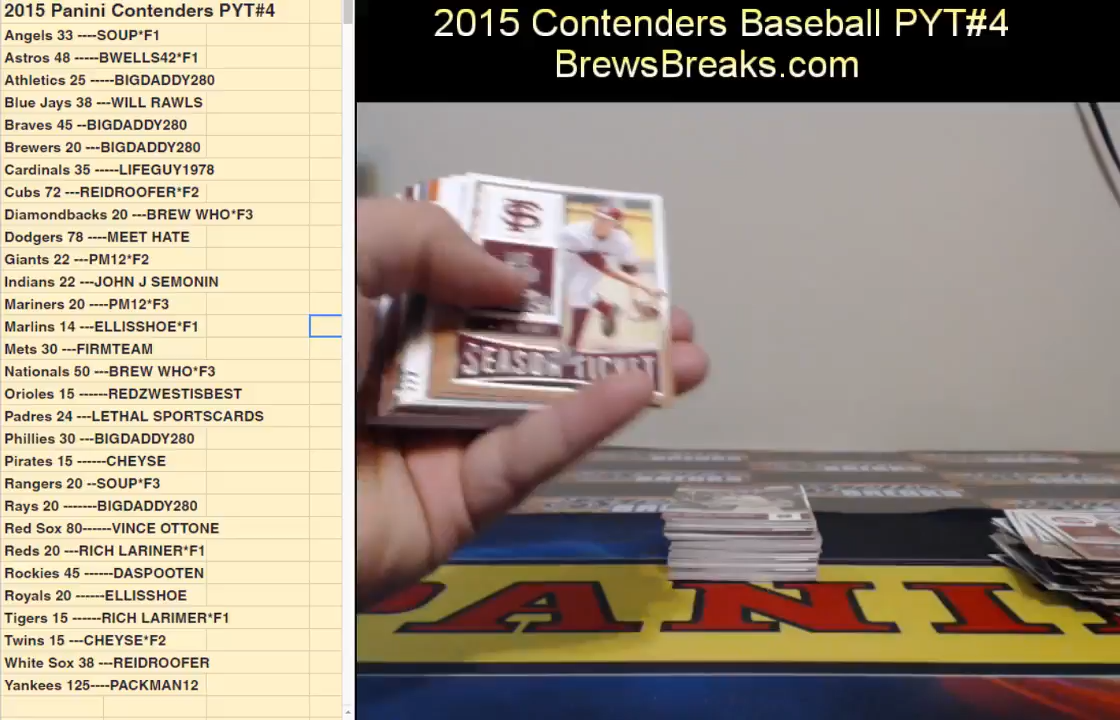 2015 Panini Contenders PYT#4
Angels 33 ----SOUP*F1
Astros 48 -----BWELLS42*F1
Athletics 25 -----BIGDADDY280
Blue Jays 38 ---WILL RAWLS
Braves 45 --BIGDADDY280
Brewers 20 ---BIGDADDY280
Cardinals 35 -----LIFEGUY1978
Cubs 72 ---REIDROOFER*F2
Diamondbacks 20 ---BREW WHO*F3
Dodgers 78 ----MEET HATE
Giants 22 ---PM12*F2
Indians 22 ---JOHN J SEMONIN
Mariners 20 ----PM12*F3
Marlins 14 ---ELLISSHOE*F1
Mets 30 ---FIRMTEAM
Nationals 50 ---BREW WHO*F3
Orioles 15 ------REDZWESTISBEST
Padres 24 ---LETHAL SPORTSCARDS
Phillies 30 ---BIGDADDY280
Pirates 15 ------CHEYSE
Rangers 20 --SOUP*F3
Rays 20 -------BIGDADDY280
Red Sox 80------VINCE OTTONE
Reds 20 ---RICH LARINER*F1
Rockies 45 ------DASPOOTEN
Royals 20 ------ELLISSHOE
Tigers 15 ------RICH LARIMER*F1
Twins 15 ---CHEYSE*F2
White Sox 38 ---REIDROOFER
Yankees 125----PACKMAN12
2015 Contenders Baseball PYT#4
BrewsBreaks.com
SEASON TICKET
PANINI